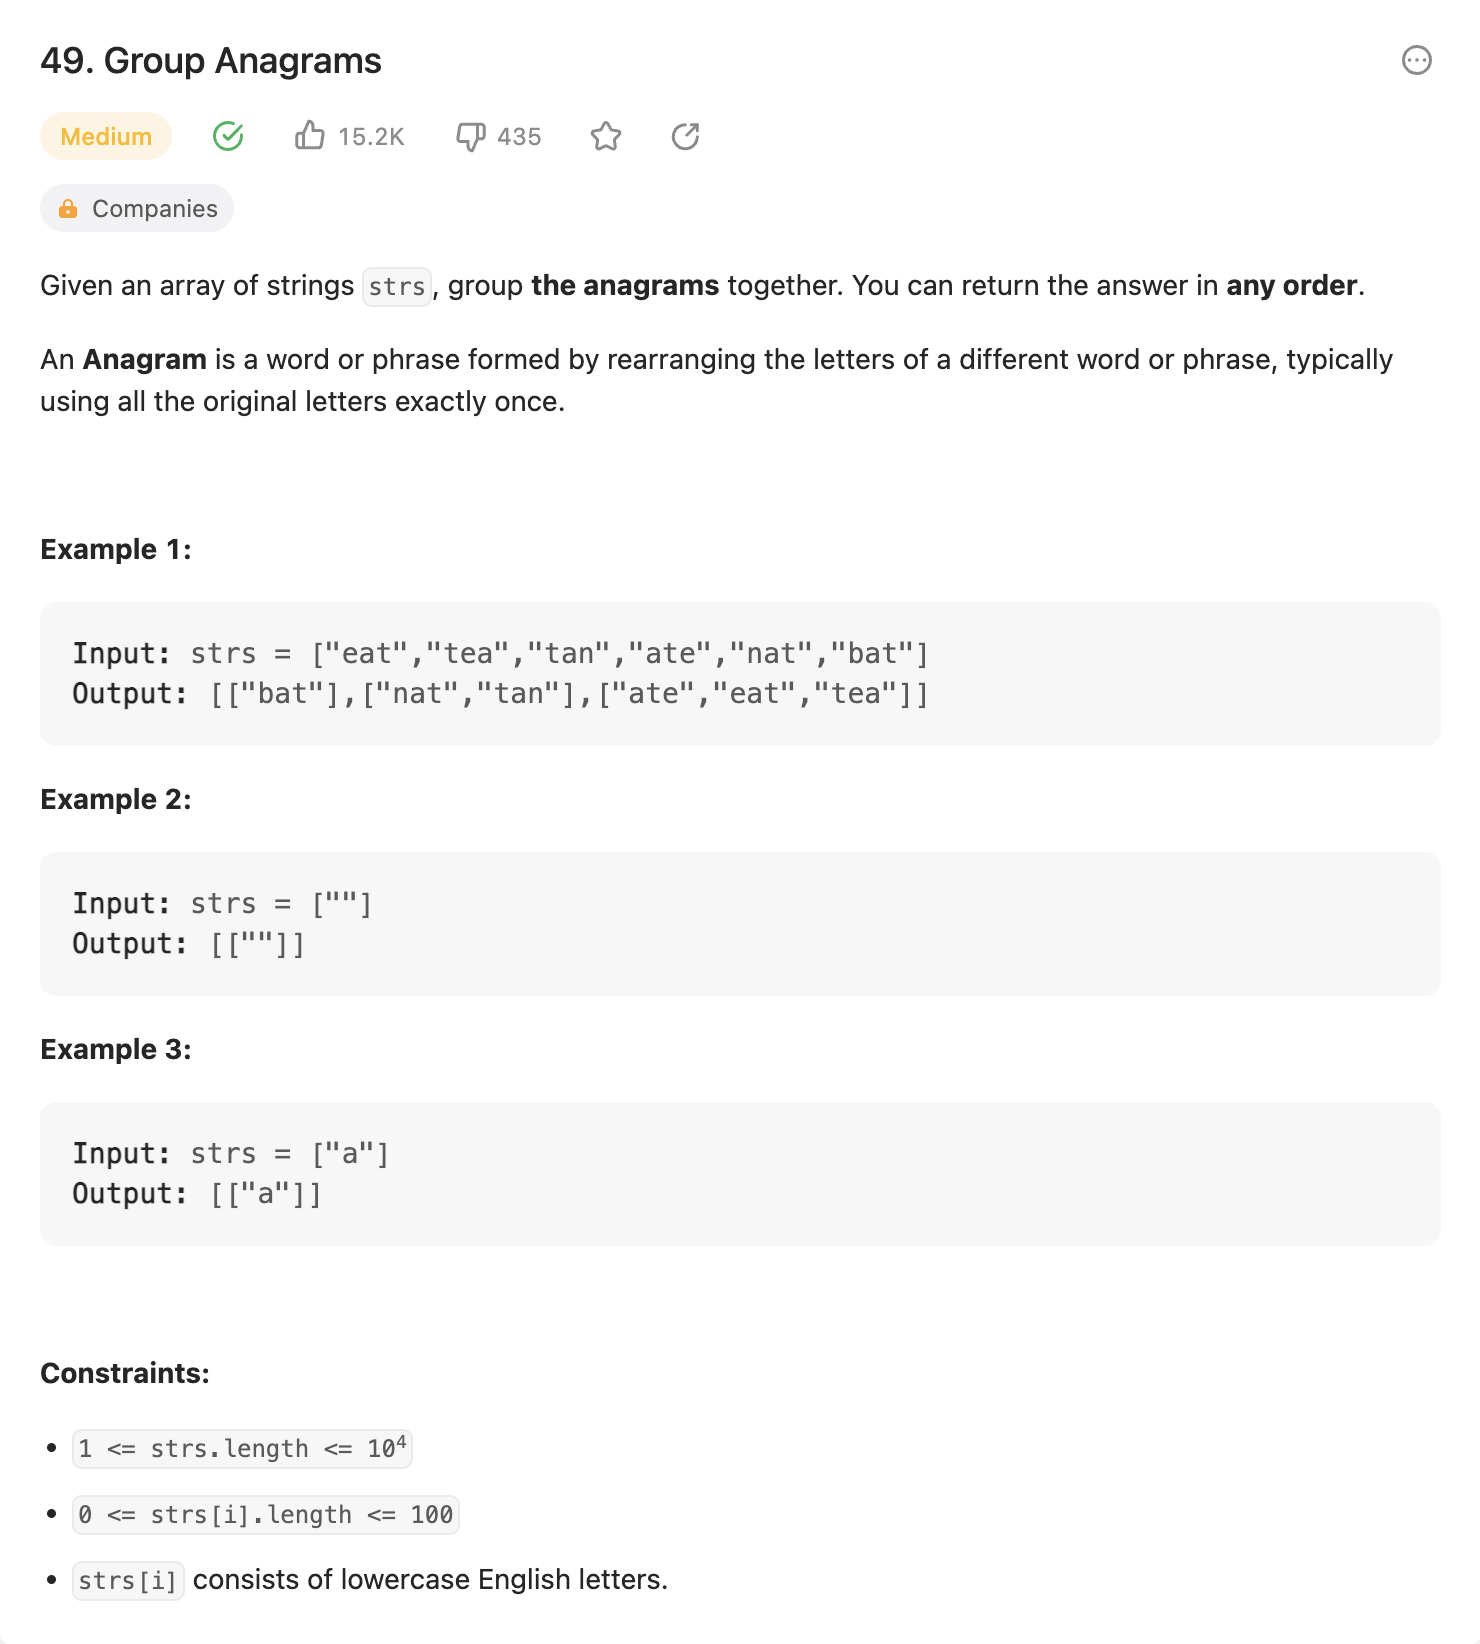 49. Group Anagrams
Medium 15.2K 435
Companies
Given an array of strings strs, group the anagrams together. You can return the answer in any order.
An Anagram is a word or phrase formed by rearranging the letters of a different word or phrase, typically
using all the original letters exactly once.
Example 1:
Input: strs = ["eat","tea","tan","ate","nat","bat"]
Output: [["bat"],["nat","tan"],["ate","eat","tea"]]
Example 2:
Input: strs = [""]
Output: [[""]]
Example 3:
Input: strs = ["a"]
Output: [["a"]]
Constraints:
• 1 <= strs.length <= 10⁴
• 0 <= strs[i].length <= 100
• strs[i] consists of lowercase English letters.